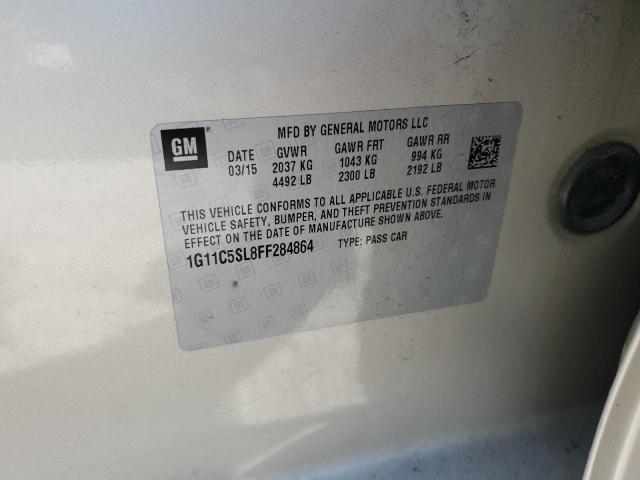 GM
MFD BY GENERAL MOTORS LLC
DATE GVWR GAWR FRT GAWR RR
03/15 2037 KG 1043 KG 994 KG
4492 LB 2300 LB 2192 LB
THIS VEHICLE CONFORMS TO ALL APPLICABLE U.S. FEDERAL MOTOR
VEHICLE SAFETY, BUMPER, AND THEFT PREVENTION STANDARDS IN
EFFECT ON THE DATE OF MANUFACTURE SHOWN ABOVE.
1G11C5SL8FF284864 TYPE: PASS CAR